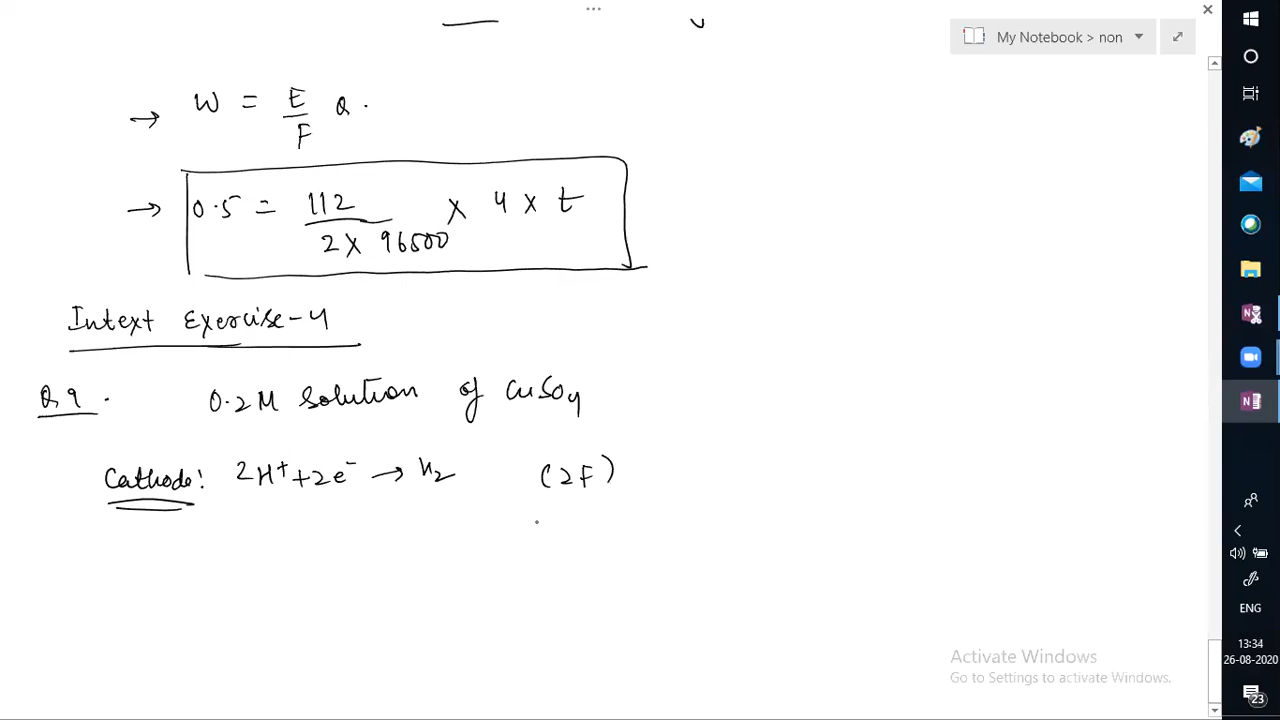 My Notebook > non
→ W = E/F Q.
→ 0.5 = 112/2 x 96500 x 4 x t
Intext Exercise-4
Q 9. 0.2M Solution of CuSO4
Cathode: 2H⁺+2e⁻ → H2 (2F)
Activate Windows
Go to Settings to activate Windows.
ENG
13:34
26-08-2020
23